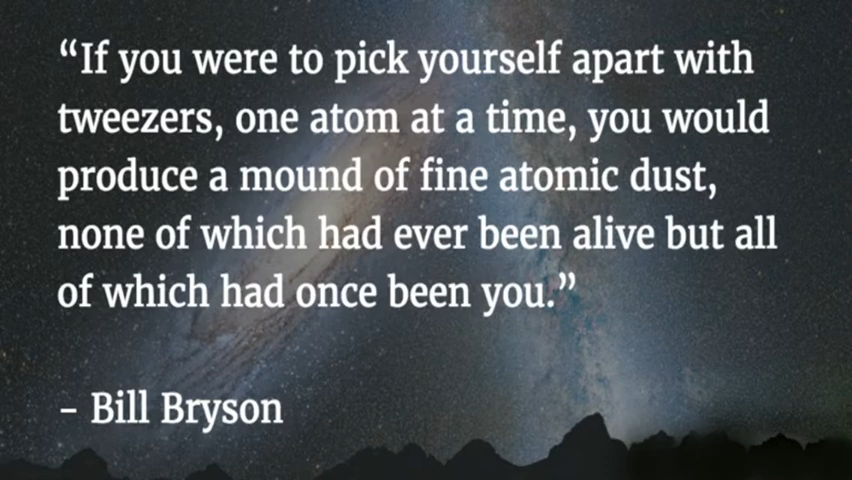 “If you were to pick yourself apart with
tweezers, one atom at a time, you would
produce a mound of fine atomic dust,
none of which had ever been alive but all
of which had once been you.”
– Bill Bryson